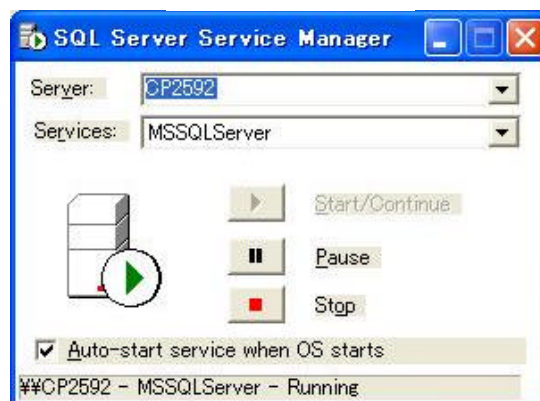 SQL Server Service Manager
Server: CP2592
Services: MSSQLServer
Start/Continue
Pause
Stop
Auto-start service when OS starts
¥¥CP2592 - MSSQLServer - Running